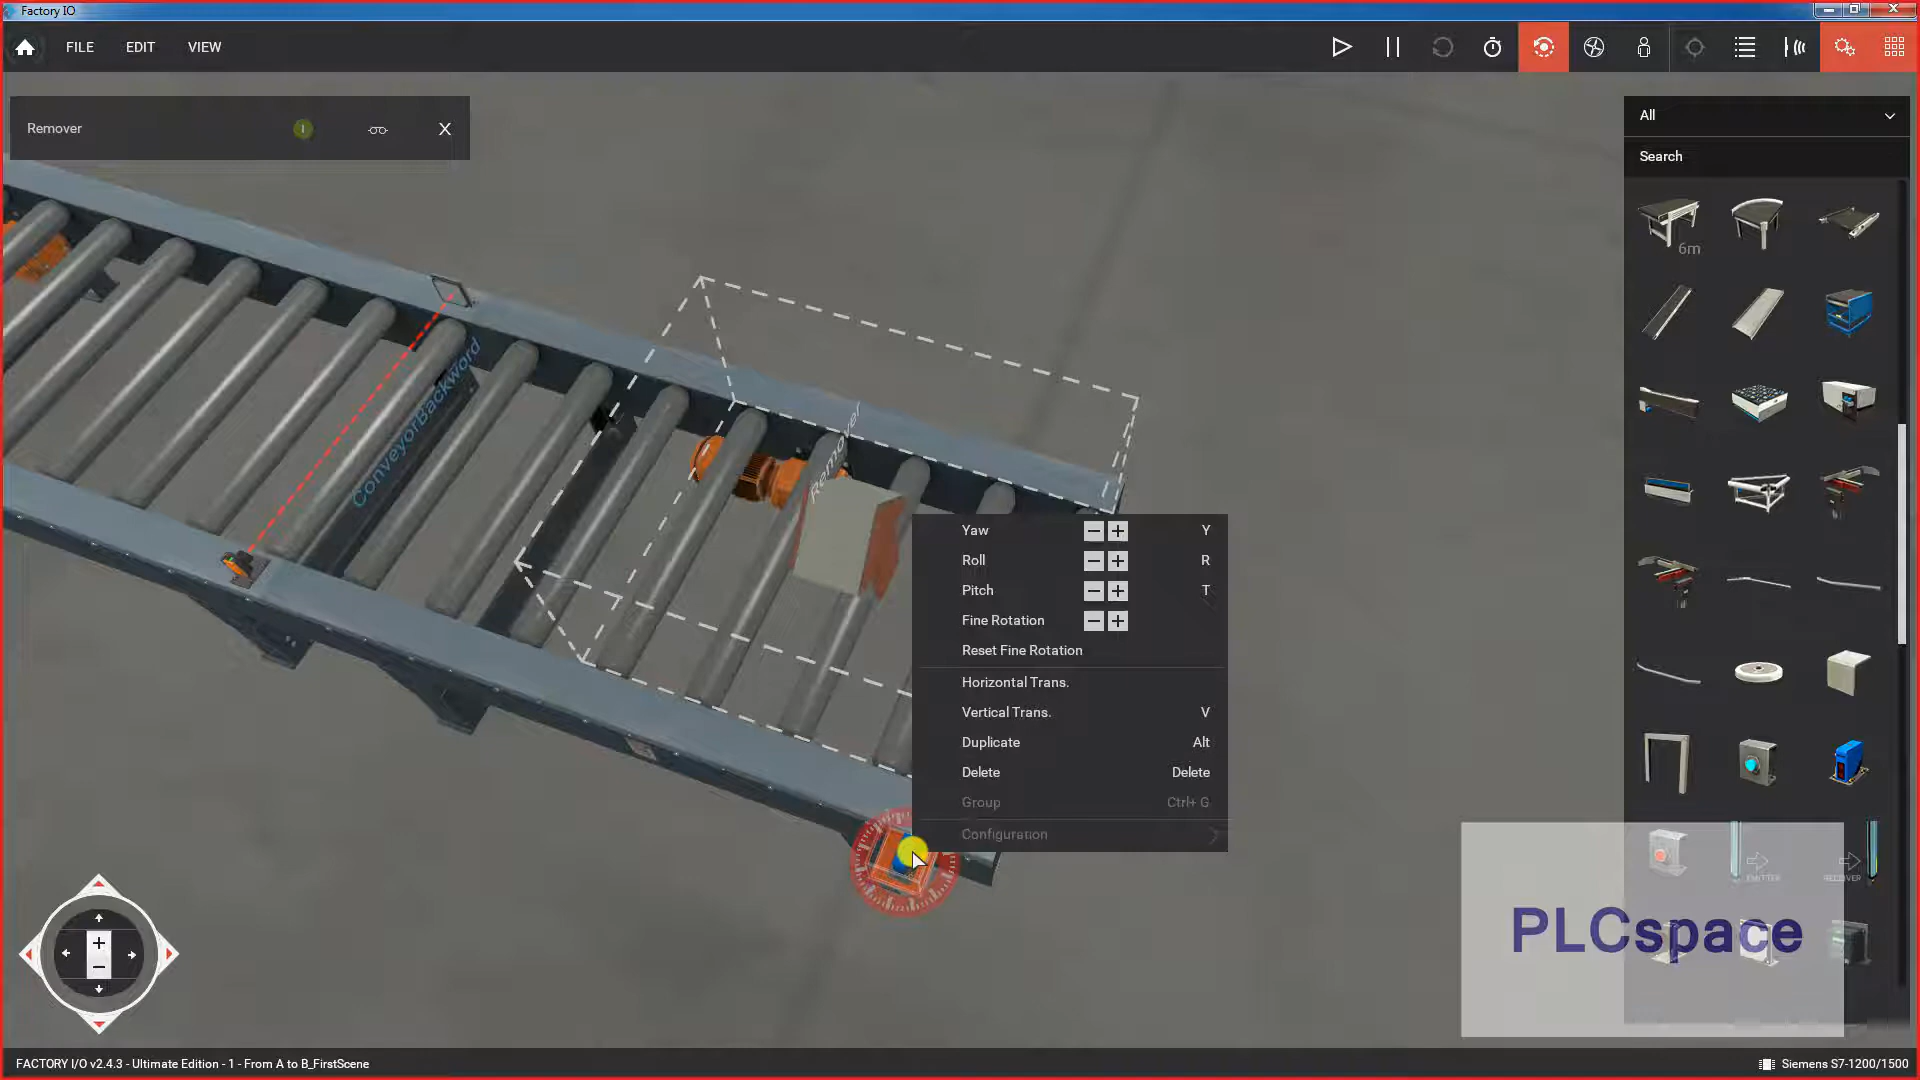 Factory IO
FILE EDIT VIEW
Remover
All
Search
6m
ConveyorBackword
Remover
Yaw Y
Roll R
Pitch T
Fine Rotation
Reset Fine Rotation
Horizontal Trans.
Vertical Trans. V
Duplicate Alt
Delete Delete
Group Ctrl+ G
Configuration
EMITTER
PLCspace
FACTORY I/O v2.4.3 - Ultimate Edition - 1 - From A to B_FirstScene
Siemens S7-1200/1500